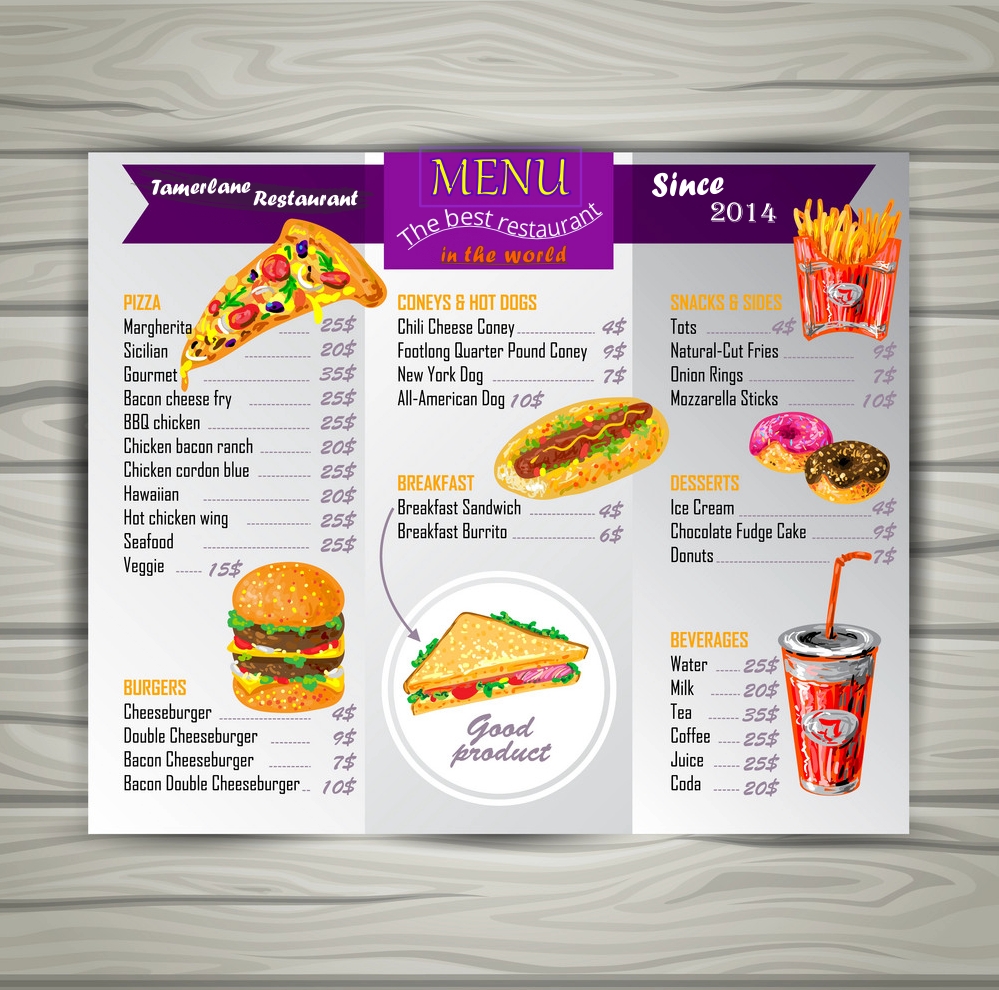 Tamerlane Restaurant
MENU
The best restaurant
in the world
Since
2014
PIZZA
Margherita 25$
Sicilian 20$
Gourmet 35$
Bacon cheese fry 25$
BBQ chicken 25$
Chicken bacon ranch 20$
Chicken cordon blue 25$
Hawaiian 20$
Hot chicken wing 25$
Seafood 25$
Veggie 15$
BURGERS
Cheeseburger 4$
Double Cheeseburger 9$
Bacon Cheeseburger 7$
Bacon Double Cheeseburger 10$
CONEYS & HOT DOGS
Chili Cheese Coney 4$
Footlong Quarter Pound Coney 9$
New York Dog 7$
All-American Dog 10$
BREAKFAST
Breakfast Sandwich 4$
Breakfast Burrito 6$
Good
product
SNACKS & SIDES
Tots 4$
Natural-Cut Fries 9$
Onion Rings 7$
Mozzarella Sticks 10$
DESSERTS
Ice Cream 4$
Chocolate Fudge Cake 9$
Donuts 7$
BEVERAGES
Water 25$
Milk 20$
Tea 35$
Coffee 25$
Juice 25$
Coda 20$